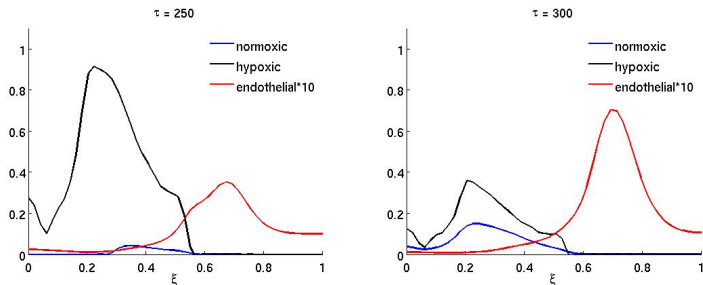 τ = 250
1
0.8
0.6
0.4
0.2
0
0 0.2 0.4 0.6 0.8 1
ξ
normoxic
hypoxic
endothelial*10
τ = 300
1
0.8
0.6
0.4
0.2
0
0 0.2 0.4 0.6 0.8 1
ξ
normoxic
hypoxic
endothelial*10